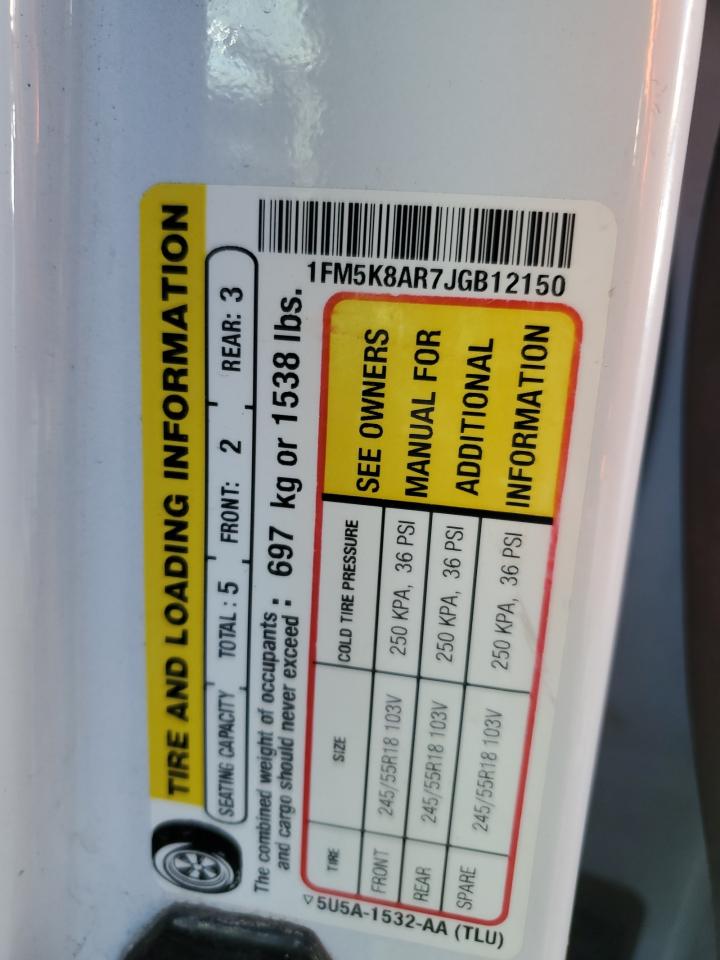 TIRE AND LOADING INFORMATION
SEATING CAPACITY TOTAL : 5 FRONT: 2 REAR: 3
The combined weight of occupants
and cargo should never exceed : 697 kg or 1538 lbs.
1FM5K8AR7JGB12150
TIRE SIZE COLD TIRE PRESSURE
FRONT 245/55R18 103V 250 KPA, 36 PSI
REAR 245/55R18 103V 250 KPA, 36 PSI
SPARE 245/55R18 103V 250 KPA, 36 PSI
SEE OWNERS
MANUAL FOR
ADDITIONAL
INFORMATION
▽5U5A-1532-AA (TLU)